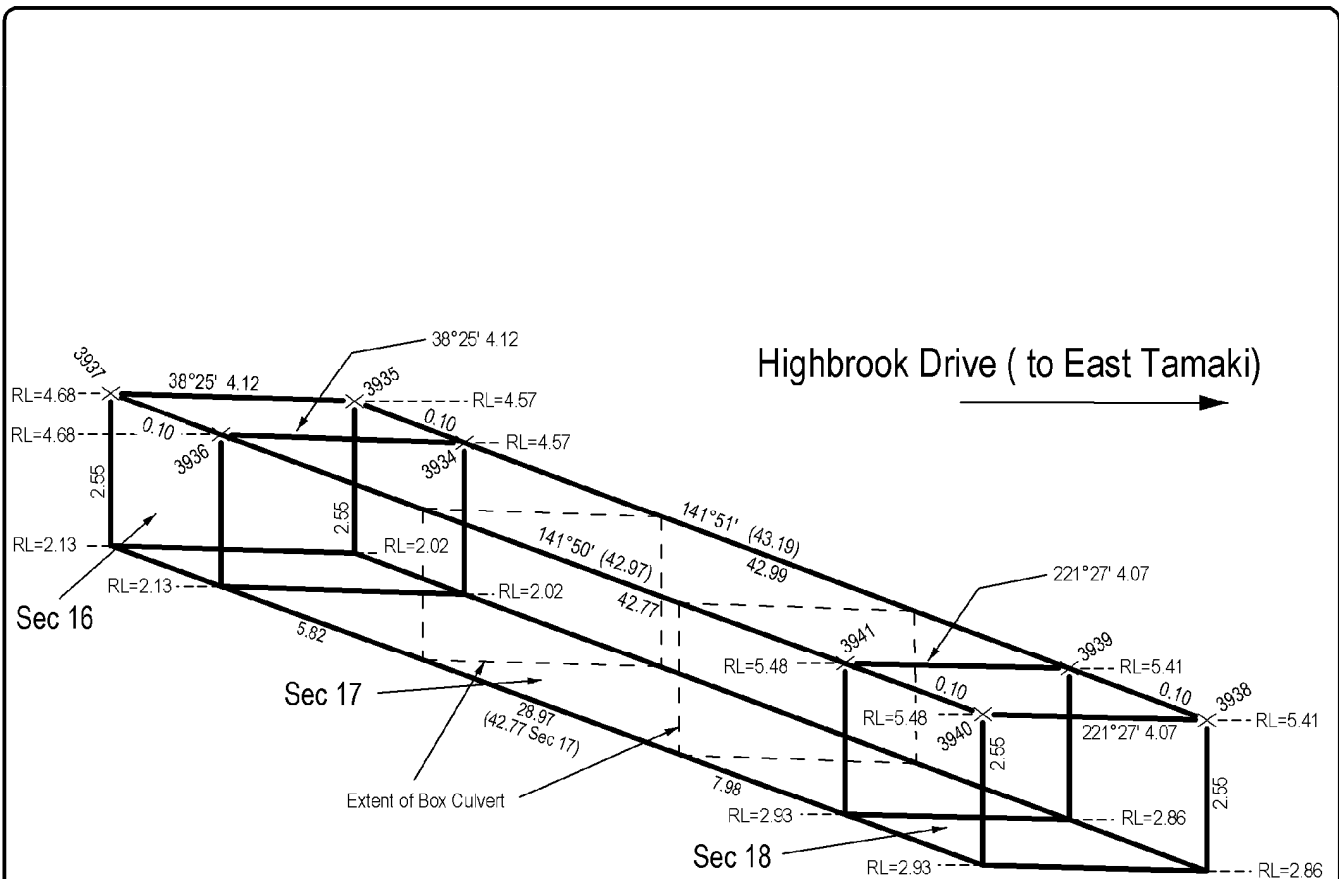 38°25' 4.12
Highbrook Drive ( to East Tamaki)
3937
38°25' 4.12
3935
RL=4.68
RL=4.57
0.10
0.10
RL=4.68
RL=4.57
3936
3934
2.55
2.55
141°51' (43.19)
42.99
RL=2.13
RL=2.02
141°50' (42.97)
42.77
221°27' 4.07
RL=2.13
RL=2.02
Sec 16
5.82
3941
3939
RL=5.48
RL=5.41
Sec 17
0.10
0.10
3938
28.97
(42.77 Sec 17)
RL=5.48
RL=5.41
3940
221°27' 4.07
2.55
2.55
Extent of Box Culvert
7.98
RL=2.93
RL=2.86
Sec 18
RL=2.93
RL=2.86